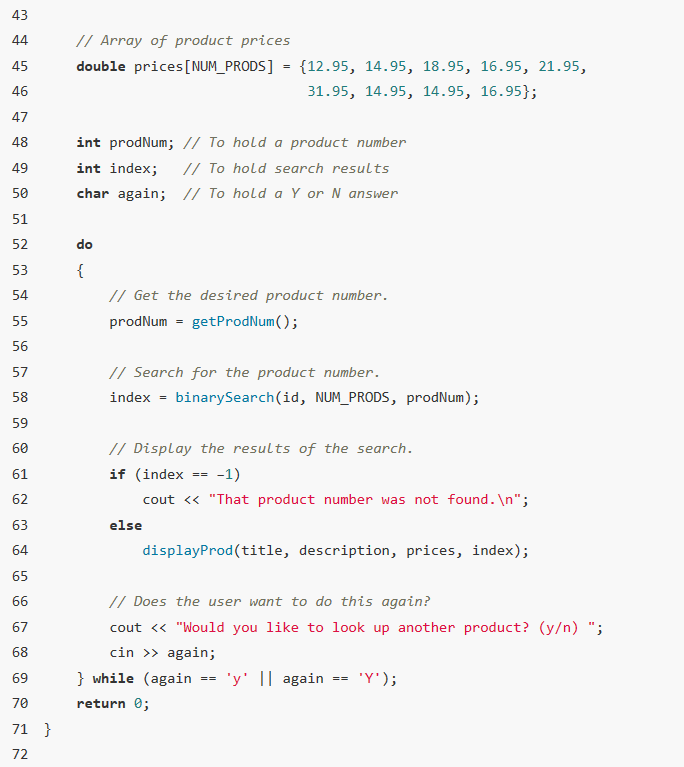 43
44 // Array of product prices
45 double prices[NUM_PRODS] = {12.95, 14.95, 18.95, 16.95, 21.95,
46 31.95, 14.95, 14.95, 16.95};
47
48 int prodNum; // To hold a product number
49 int index; // To hold search results
50 char again; // To hold a Y or N answer
51
52 do
53 {
54 // Get the desired product number.
55 prodNum = getProdNum();
56
57 // Search for the product number.
58 index = binarySearch(id, NUM_PRODS, prodNum);
59
60 // Display the results of the search.
61 if (index == −1)
62 cout << "That product number was not found.\n";
63 else
64 displayProd(title, description, prices, index);
65
66 // Does the user want to do this again?
67 cout << "Would you like to look up another product? (y/n) ";
68 cin >> again;
69 } while (again == 'y' || again == 'Y');
70 return 0;
71 }
72